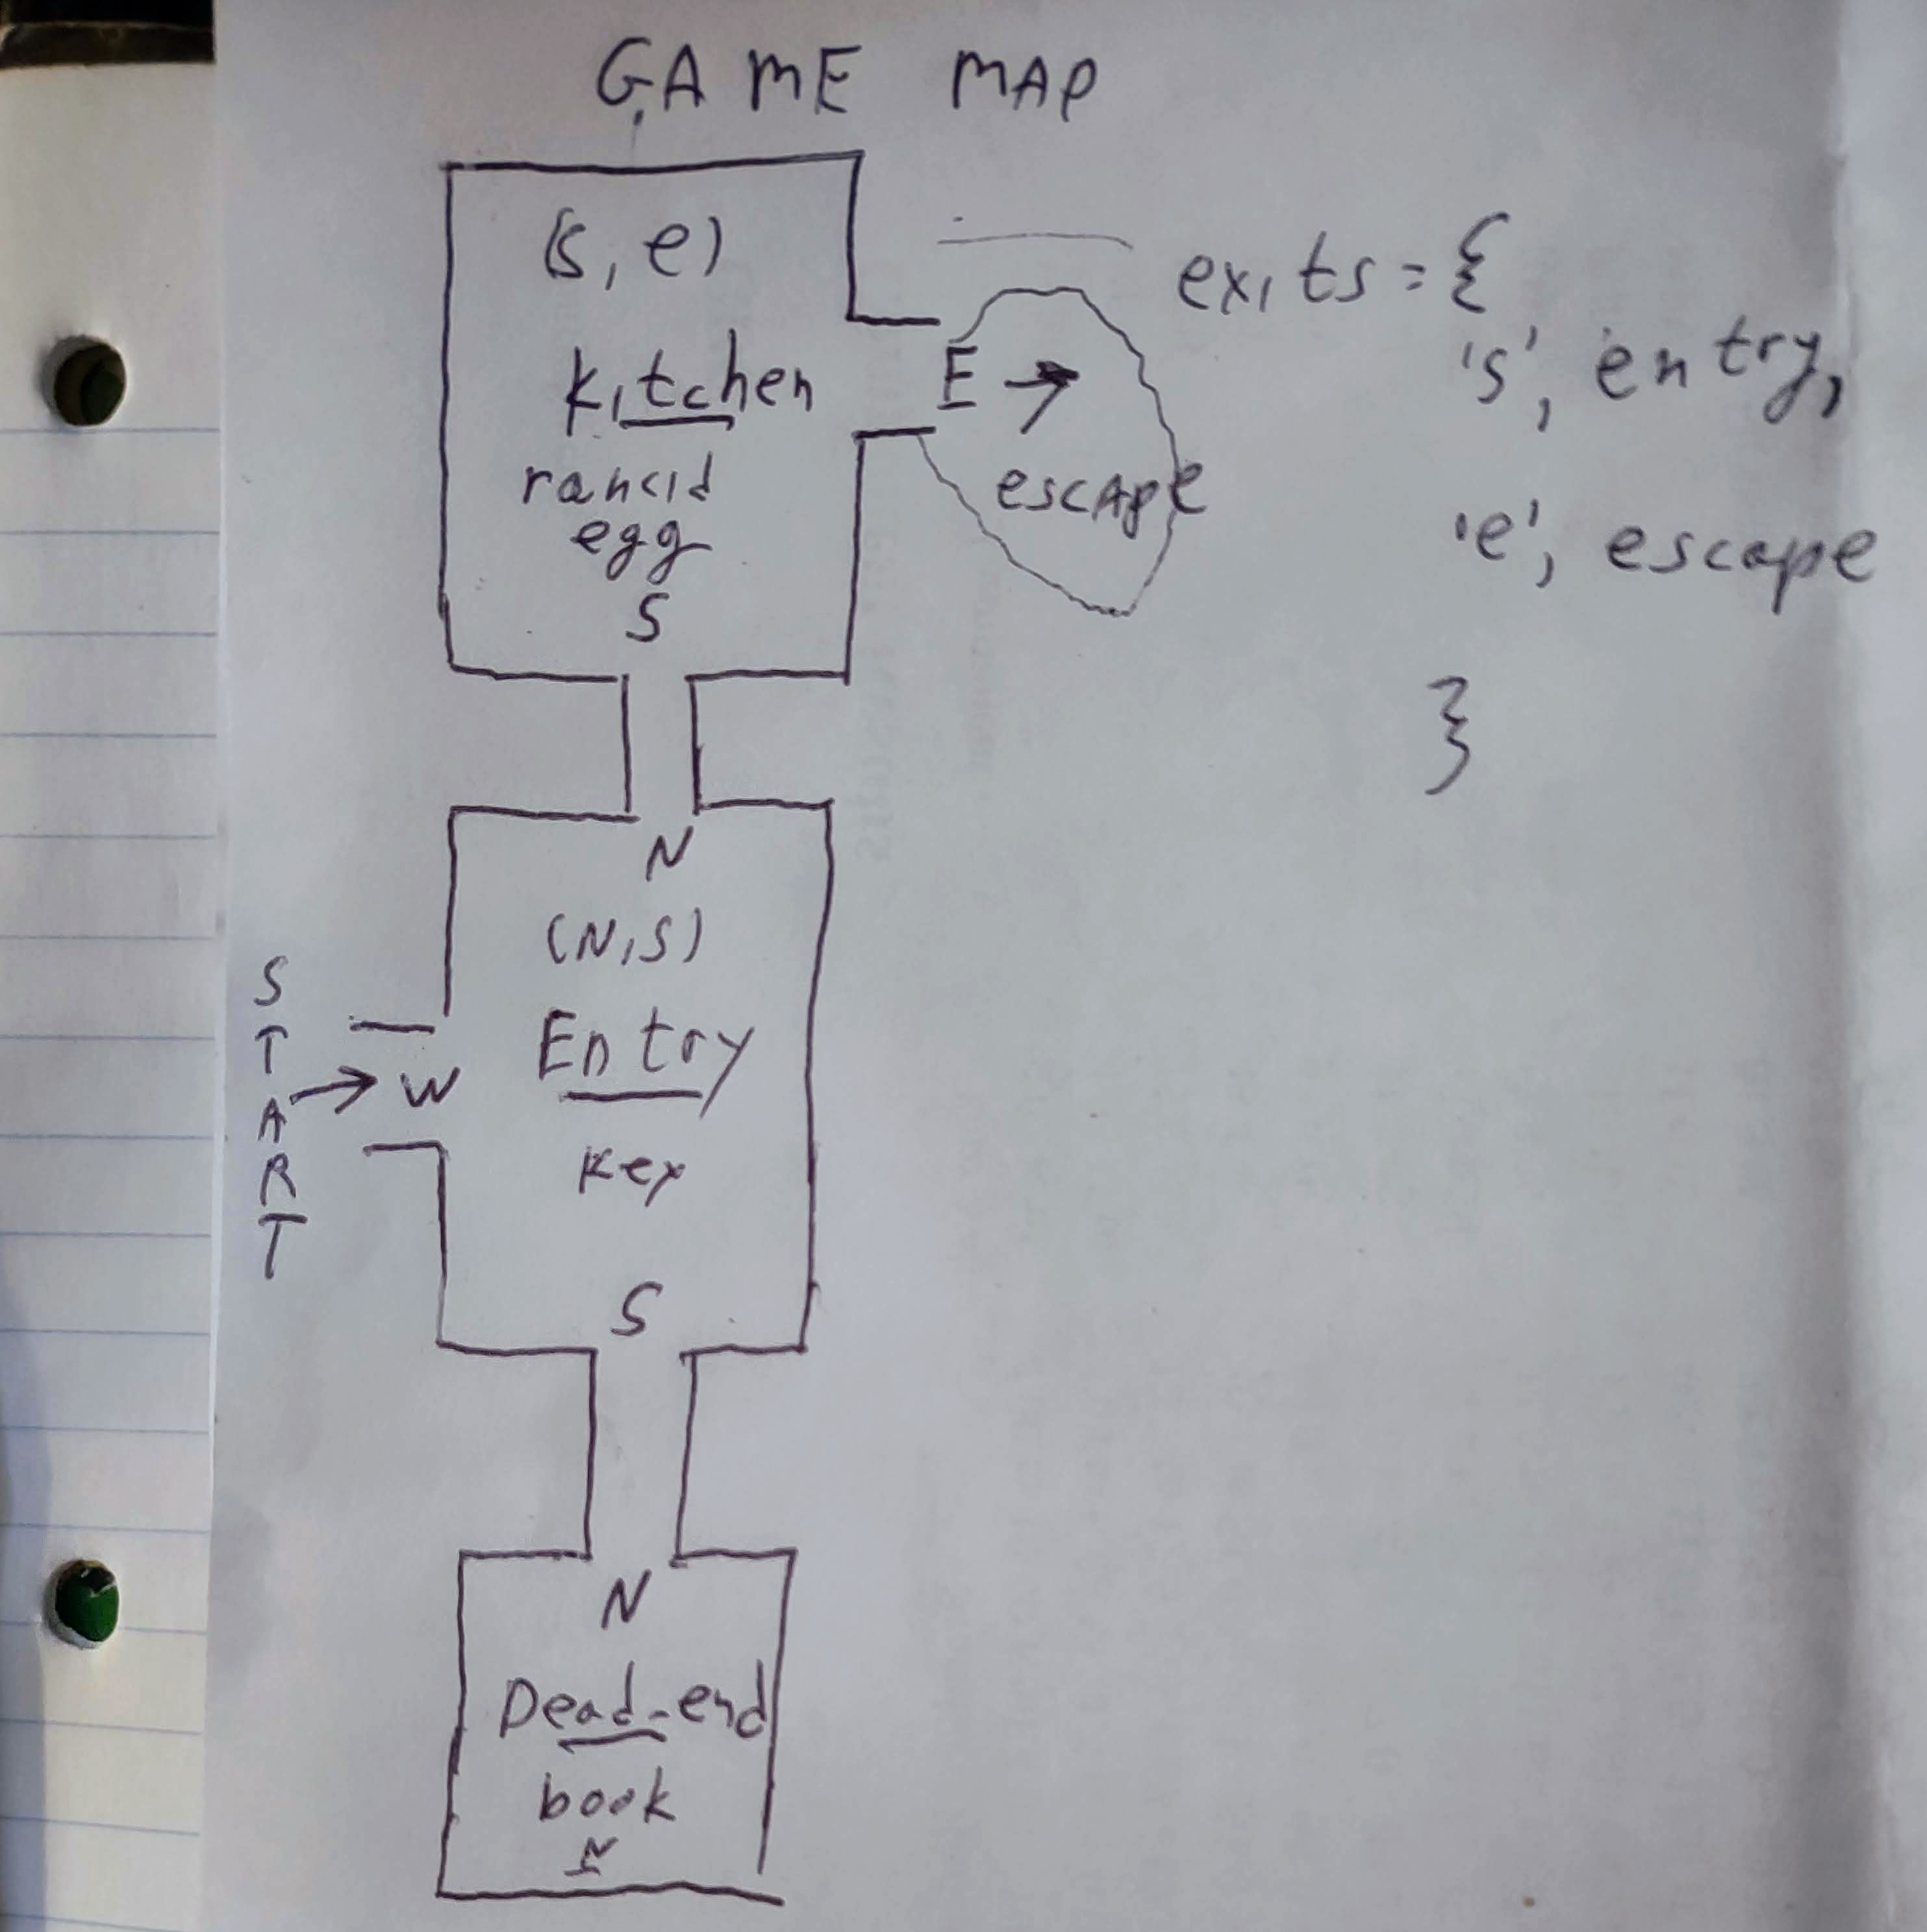 GAME MAP
(s, e)
kitchen
rancid
egg
S
E →
escape
exits = {
's', entry,
'e', escape
}
N
(N,S)
Entry
key
S
START
→ W
N
Dead-end
book
N